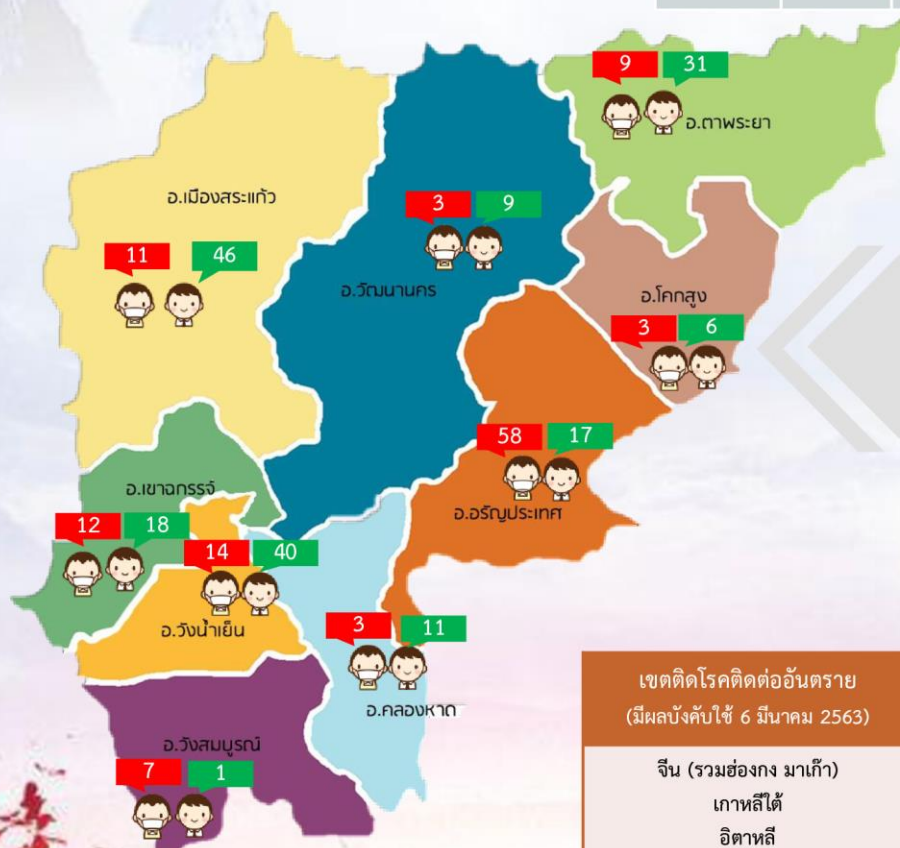 9 31
อ.ตาพระยา
อ.เมืองสระแก้ว
3 9
11 46
อ.วัฒนานคร
อ.โคกสูง
3 6
58 17
อ.เขาฉกรรจ์
อ.อรัญประเทศ
12 18
14 40
อ.วังน้ำเย็น
3 11
อ.คลองหาด
อ.วังสมบูรณ์
7 1
เขตติดโรคติดต่ออันตราย
(มีผลบังคับใช้ 6 มีนาคม 2563)
จีน (รวมฮ่องกง มาเก๊า)
เกาหลีใต้
อิตาหลี